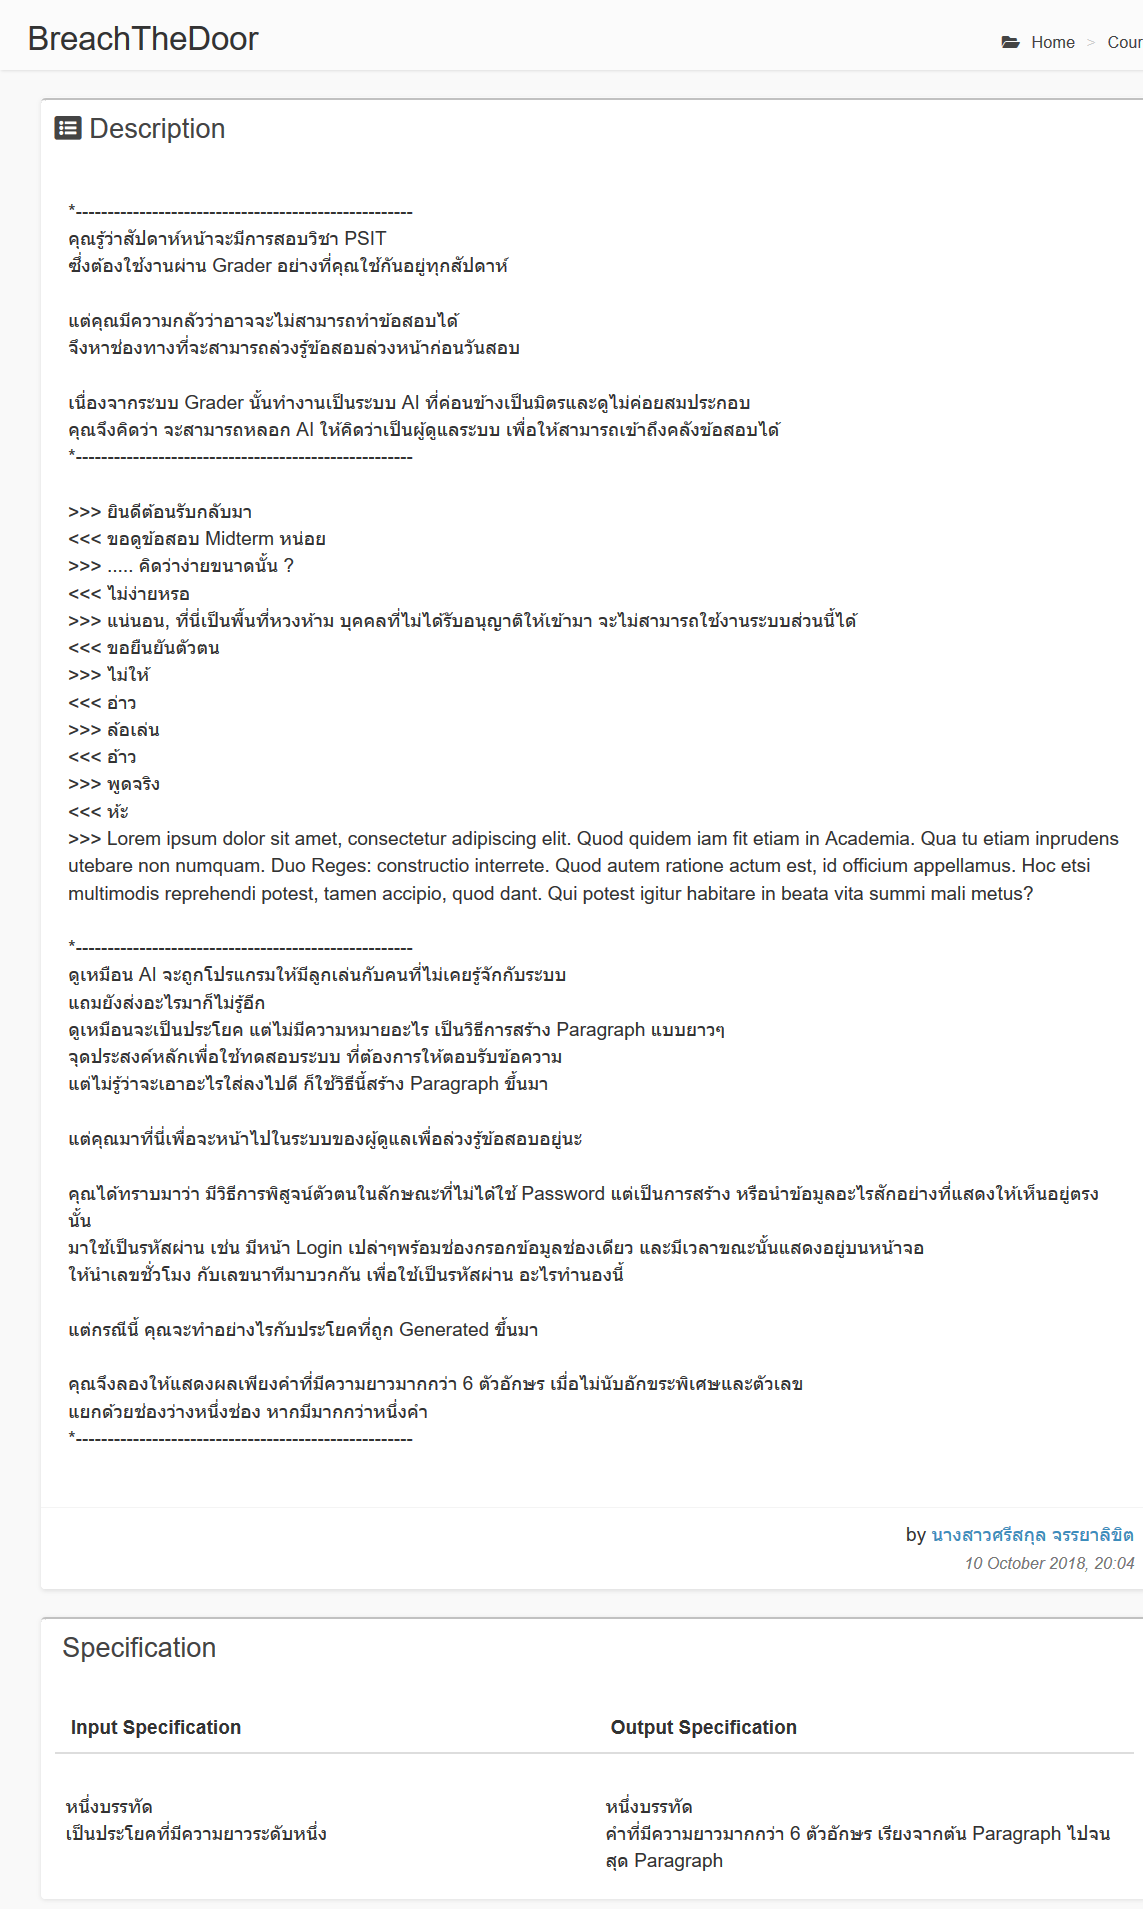 BreachTheDoor
Home > Cour
Description
*-----------------------------------------------------
คุณรู้ว่าสัปดาห์หน้าจะมีการสอบวิชา PSIT
ซึ่งต้องใช้งานผ่าน Grader อย่างที่คุณใช้กันอยู่ทุกสัปดาห์
แต่คุณมีความกลัวว่าอาจจะไม่สามารถทำข้อสอบได้
จึงหาช่องทางที่จะสามารถล่วงรู้ข้อสอบล่วงหน้าก่อนวันสอบ
เนื่องจากระบบ Grader นั้นทำงานเป็นระบบ AI ที่ค่อนข้างเป็นมิตรและดูไม่ค่อยสมประกอบ
คุณจึงคิดว่า จะสามารถหลอก AI ให้คิดว่าเป็นผู้ดูแลระบบ เพื่อให้สามารถเข้าถึงคลังข้อสอบได้
*-----------------------------------------------------
>>> ยินดีต้อนรับกลับมา
<<< ขอดูข้อสอบ Midterm หน่อย
>>> ..... คิดว่าง่ายขนาดนั้น ?
<<< ไม่ง่ายหรอ
>>> แน่นอน, ที่นี่เป็นพื้นที่หวงห้าม บุคคลที่ไม่ได้รับอนุญาติให้เข้ามา จะไม่สามารถใช้งานระบบส่วนนี้ได้
<<< ขอยืนยันตัวตน
>>> ไม่ให้
<<< อ่าว
>>> ล้อเล่น
<<< อ้าว
>>> พูดจริง
<<< ห้ะ
>>> Lorem ipsum dolor sit amet, consectetur adipiscing elit. Quod quidem iam fit etiam in Academia. Qua tu etiam inprudens
utebare non numquam. Duo Reges: constructio interrete. Quod autem ratione actum est, id officium appellamus. Hoc etsi
multimodis reprehendi potest, tamen accipio, quod dant. Qui potest igitur habitare in beata vita summi mali metus?
*-----------------------------------------------------
ดูเหมือน AI จะถูกโปรแกรมให้มีลูกเล่นกับคนที่ไม่เคยรู้จักกับระบบ
แถมยังส่งอะไรมาก็ไม่รู้อีก
ดูเหมือนจะเป็นประโยค แต่ไม่มีความหมายอะไร เป็นวิธีการสร้าง Paragraph แบบยาวๆ
จุดประสงค์หลักเพื่อใช้ทดสอบระบบ ที่ต้องการให้ตอบรับข้อความ
แต่ไม่รู้ว่าจะเอาอะไรใส่ลงไปดี ก็ใช้วิธีนี้สร้าง Paragraph ขึ้นมา
แต่คุณมาที่นี่เพื่อจะหน้าไปในระบบของผู้ดูแลเพื่อล่วงรู้ข้อสอบอยู่นะ
คุณได้ทราบมาว่า มีวิธีการพิสูจน์ตัวตนในลักษณะที่ไม่ได้ใช้ Password แต่เป็นการสร้าง หรือนำข้อมูลอะไรสักอย่างที่แสดงให้เห็นอยู่ตรง
นั้น
มาใช้เป็นรหัสผ่าน เช่น มีหน้า Login เปล่าๆพร้อมช่องกรอกข้อมูลช่องเดียว และมีเวลาขณะนั้นแสดงอยู่บนหน้าจอ
ให้นำเลขชั่วโมง กับเลขนาทีมาบวกกัน เพื่อใช้เป็นรหัสผ่าน อะไรทำนองนี้
แต่กรณีนี้ คุณจะทำอย่างไรกับประโยคที่ถูก Generated ขึ้นมา
คุณจึงลองให้แสดงผลเพียงคำที่มีความยาวมากกว่า 6 ตัวอักษร เมื่อไม่นับอักขระพิเศษและตัวเลข
แยกด้วยช่องว่างหนึ่งช่อง หากมีมากกว่าหนึ่งคำ
*-----------------------------------------------------
by นางสาวศรีสกุล จรรยาลิขิต
10 October 2018, 20:04
Specification
Input Specification Output Specification
หนึ่งบรรทัด หนึ่งบรรทัด
เป็นประโยคที่มีความยาวระดับหนึ่ง คำที่มีความยาวมากกว่า 6 ตัวอักษร เรียงจากต้น Paragraph ไปจน
สุด Paragraph